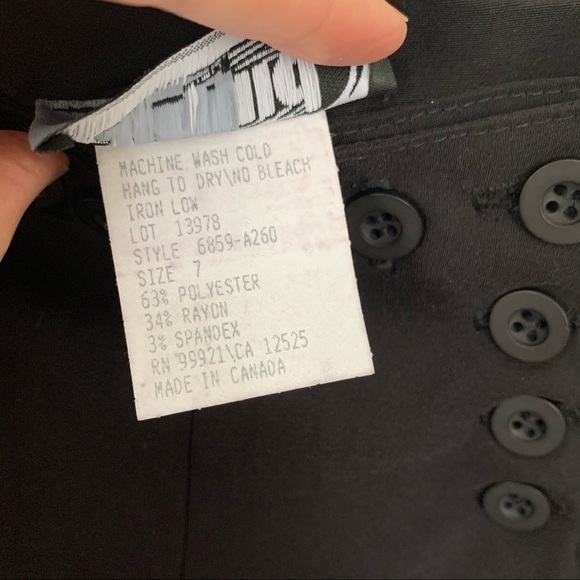 MACHINE WASH COLD
HANG TO DRY\NO BLEACH
IRON LOW
LOT 13978
STYLE 6859-A260
SIZE 7
63% POLYESTER
34% RAYON
3% SPANDEX
RN 99921\CA 12525
MADE IN CANADA